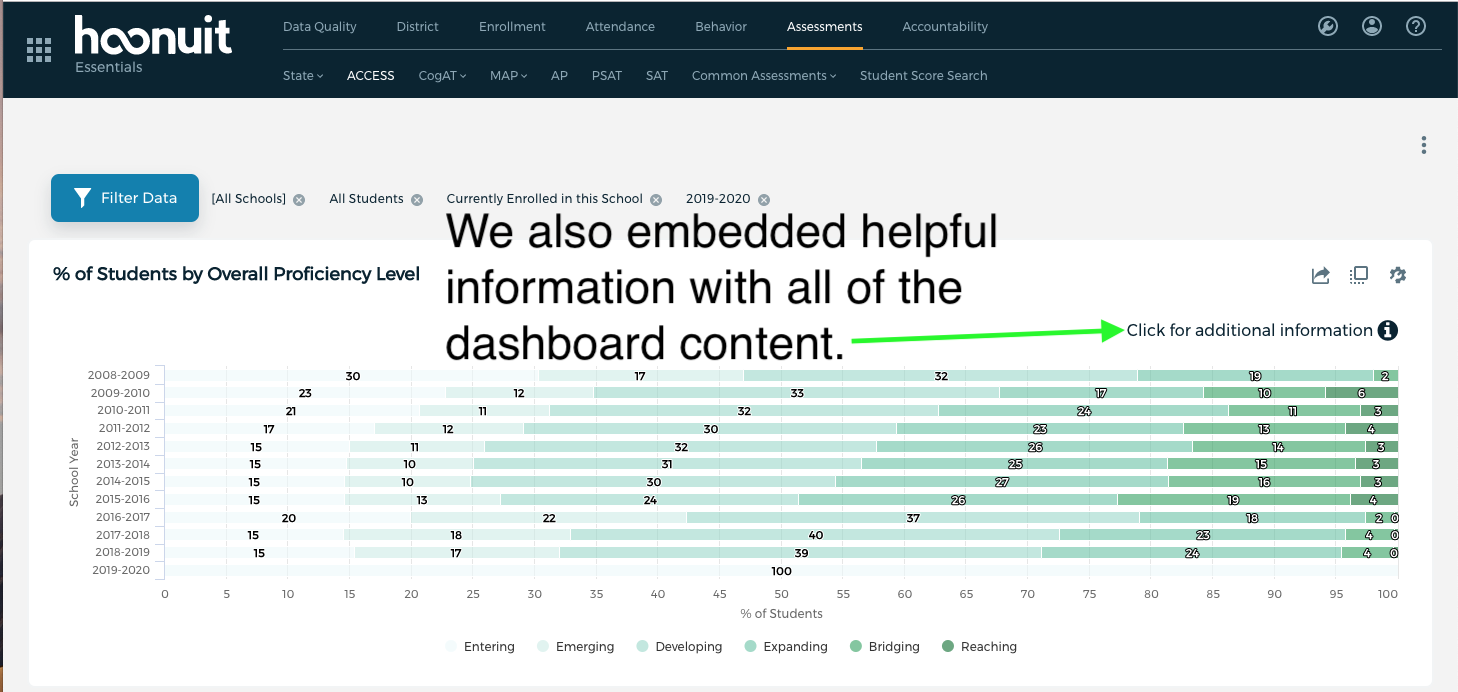 hoonuit
Essentials
Data Quality District Enrollment Attendance Behavior Assessments Accountability
State ACCESS CogAT MAP AP PSAT SAT Common Assessments Student Score Search
Filter Data [All Schools] All Students Currently Enrolled in this School 2019-2020
We also embedded helpful
information with all of the
dashboard content.
% of Students by Overall Proficiency Level
Click for additional information
School Year
2008-2009 30 17 32 19 2
2009-2010 23 12 33 17 10 6
2010-2011 21 11 32 24 11 3
2011-2012 17 12 30 23 13 4
2012-2013 15 11 32 26 14 3
2013-2014 15 10 31 25 15 3
2014-2015 15 10 30 27 16 3
2015-2016 15 13 24 26 19 4
2016-2017 20 22 37 18 2 0
2017-2018 15 18 40 23 4 0
2018-2019 15 17 39 24 4 0
2019-2020 100
0 5 10 15 20 25 30 35 40 45 50 55 60 65 70 75 80 85 90 95 100
% of Students
Entering Emerging Developing Expanding Bridging Reaching